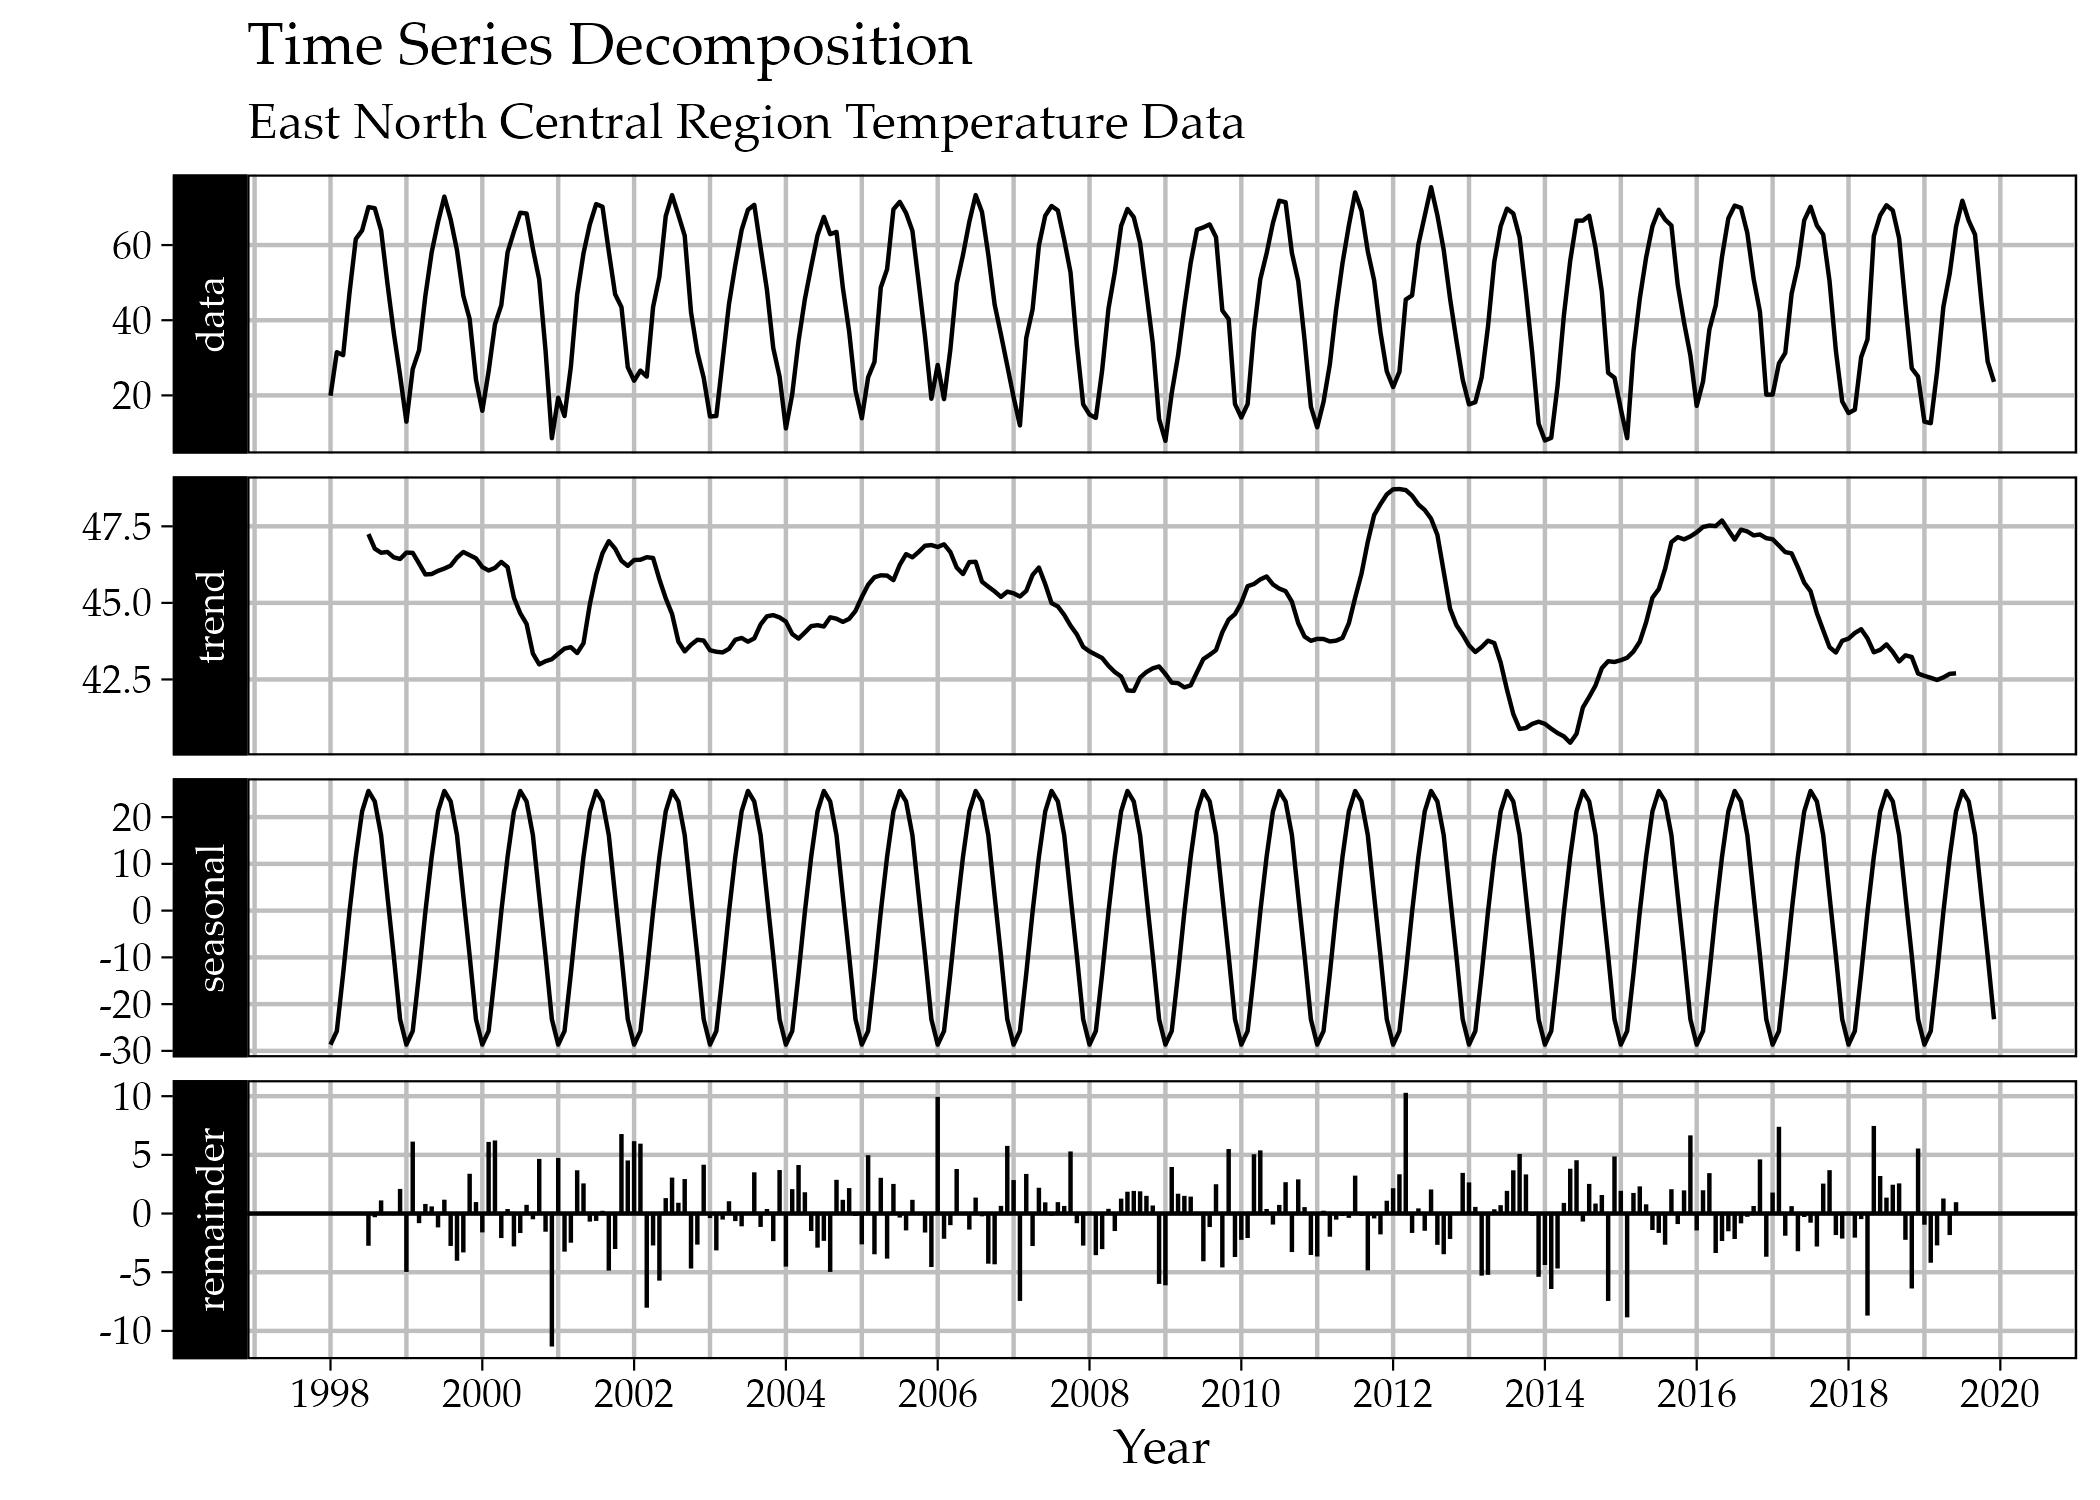 Time Series Decomposition
East North Central Region Temperature Data
data
60
40
20
trend
47.5
45.0
42.5
seasonal
20
10
0
-10
-20
-30
remainder
10
5
0
-5
-10
1998 2000 2002 2004 2006 2008 2010 2012 2014 2016 2018 2020
Year